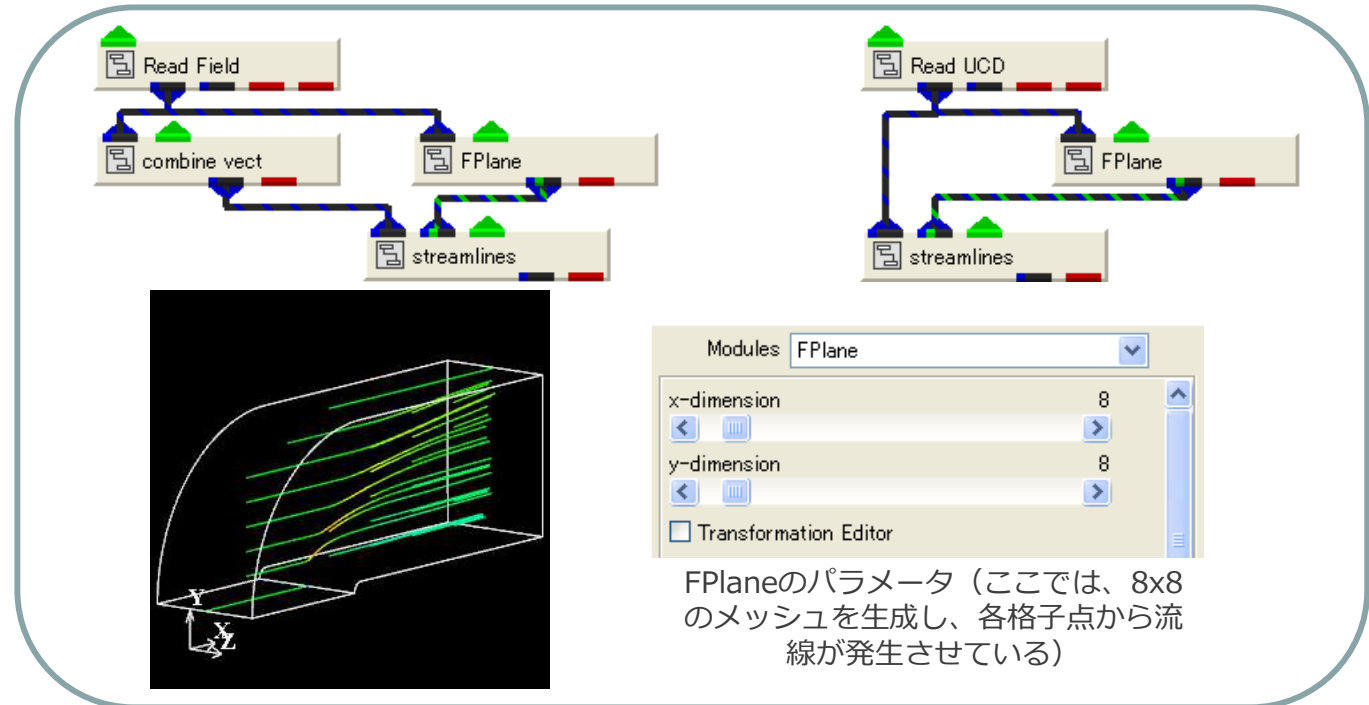 Read Field
combine vect
FPlane
streamlines
Read UCD
FPlane
streamlines
Y
X
Z
Modules FPlane
x-dimension 8
y-dimension 8
Transformation Editor
FPlaneのパラメータ（ここでは、8x8
のメッシュを生成し、各格子点から流
線が発生させている）